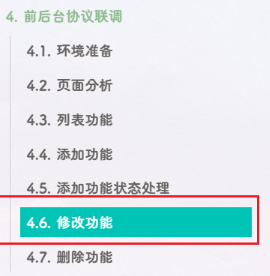 4. 前后台协议联调
4.1. 环境准备
4.2. 页面分析
4.3. 列表功能
4.4. 添加功能
4.5. 添加功能状态处理
4.6. 修改功能
4.7. 删除功能